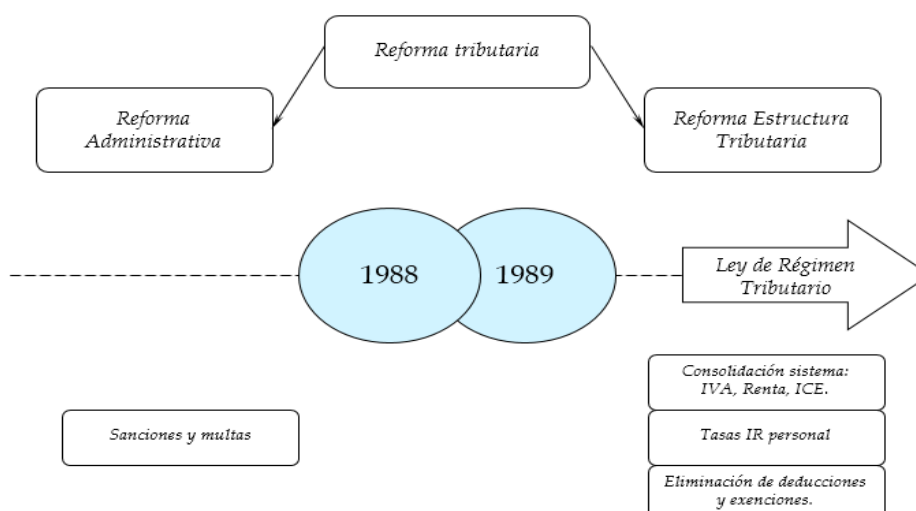 Reforma tributaria
Reforma
Administrativa
Reforma Estructura
Tributaria
1988
1989
Ley de Régimen
Tributario
Consolidación sistema:
IVA, Renta, ICE.
Sanciones y multas
Tasas IR personal
Eliminación de deducciones
y exenciones.